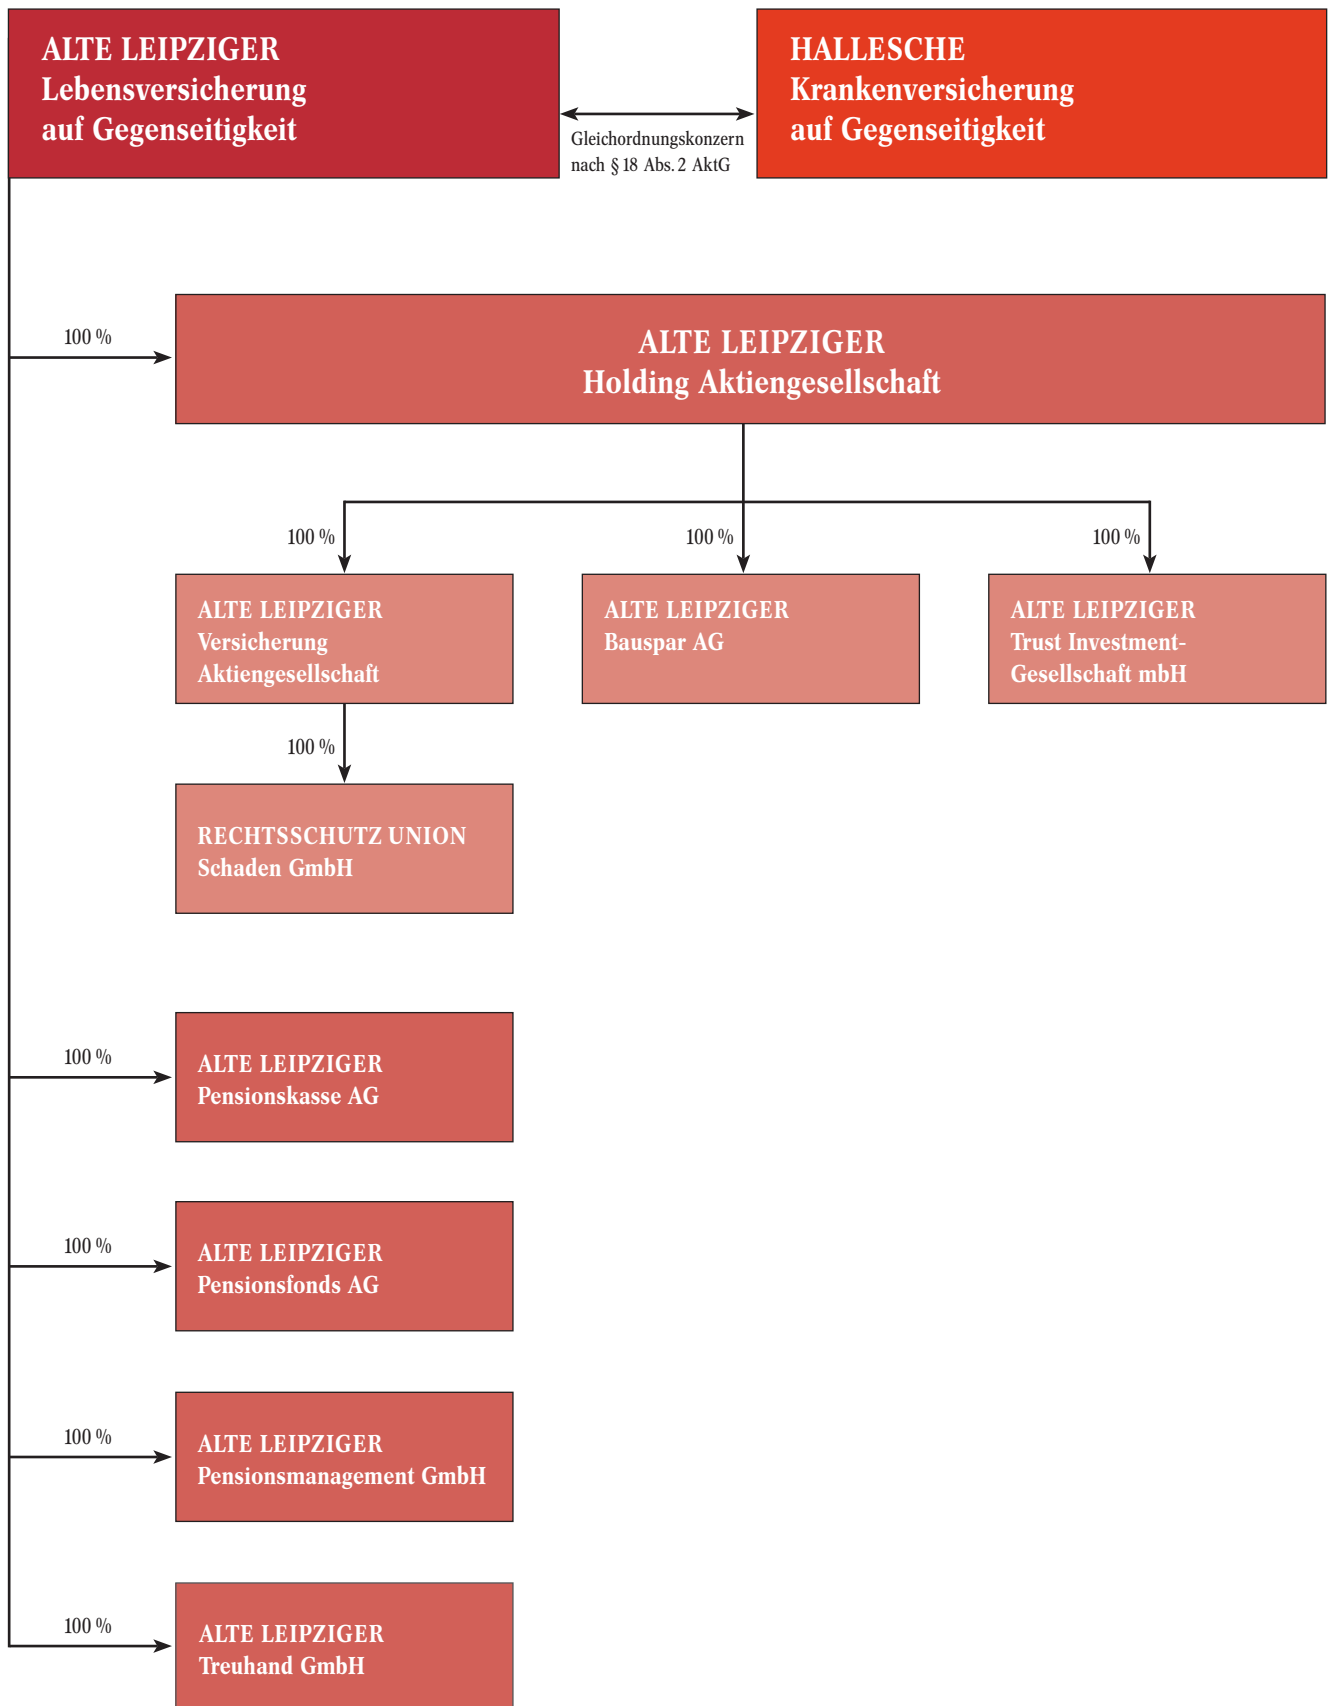 ALTE LEIPZIGER
Lebensversicherung
auf Gegenseitigkeit
Gleichordnungskonzern
nach § 18 Abs. 2 AktG
HALLESCHE
Krankenversicherung
auf Gegenseitigkeit
100 %
ALTE LEIPZIGER
Holding Aktiengesellschaft
100 %
100 %
100 %
ALTE LEIPZIGER
Versicherung
Aktiengesellschaft
ALTE LEIPZIGER
Bauspar AG
ALTE LEIPZIGER
Trust Investment-
Gesellschaft mbH
100 %
RECHTSSCHUTZ UNION
Schaden GmbH
100 %
ALTE LEIPZIGER
Pensionskasse AG
100 %
ALTE LEIPZIGER
Pensionsfonds AG
100 %
ALTE LEIPZIGER
Pensionsmanagement GmbH
100 %
ALTE LEIPZIGER
Treuhand GmbH